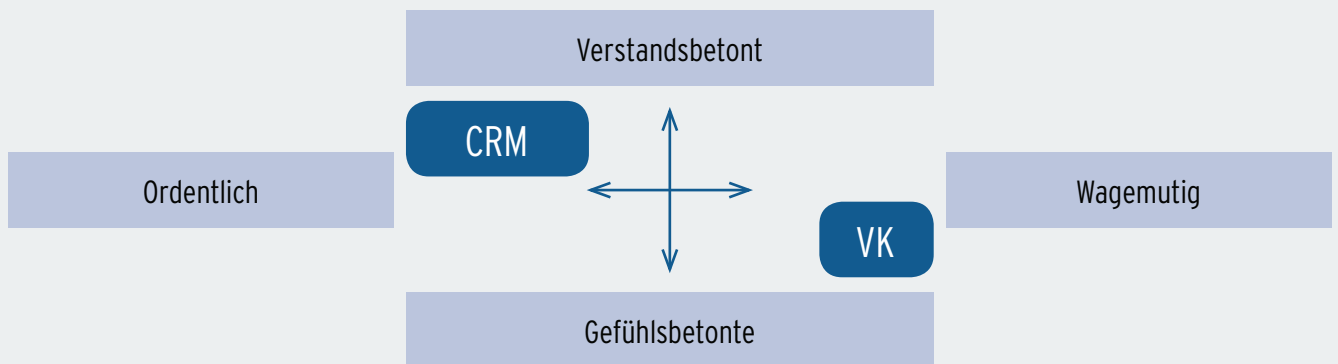 Verstandsbetont
CRM
Ordentlich
Wagemutig
VK
Gefühlsbetonte